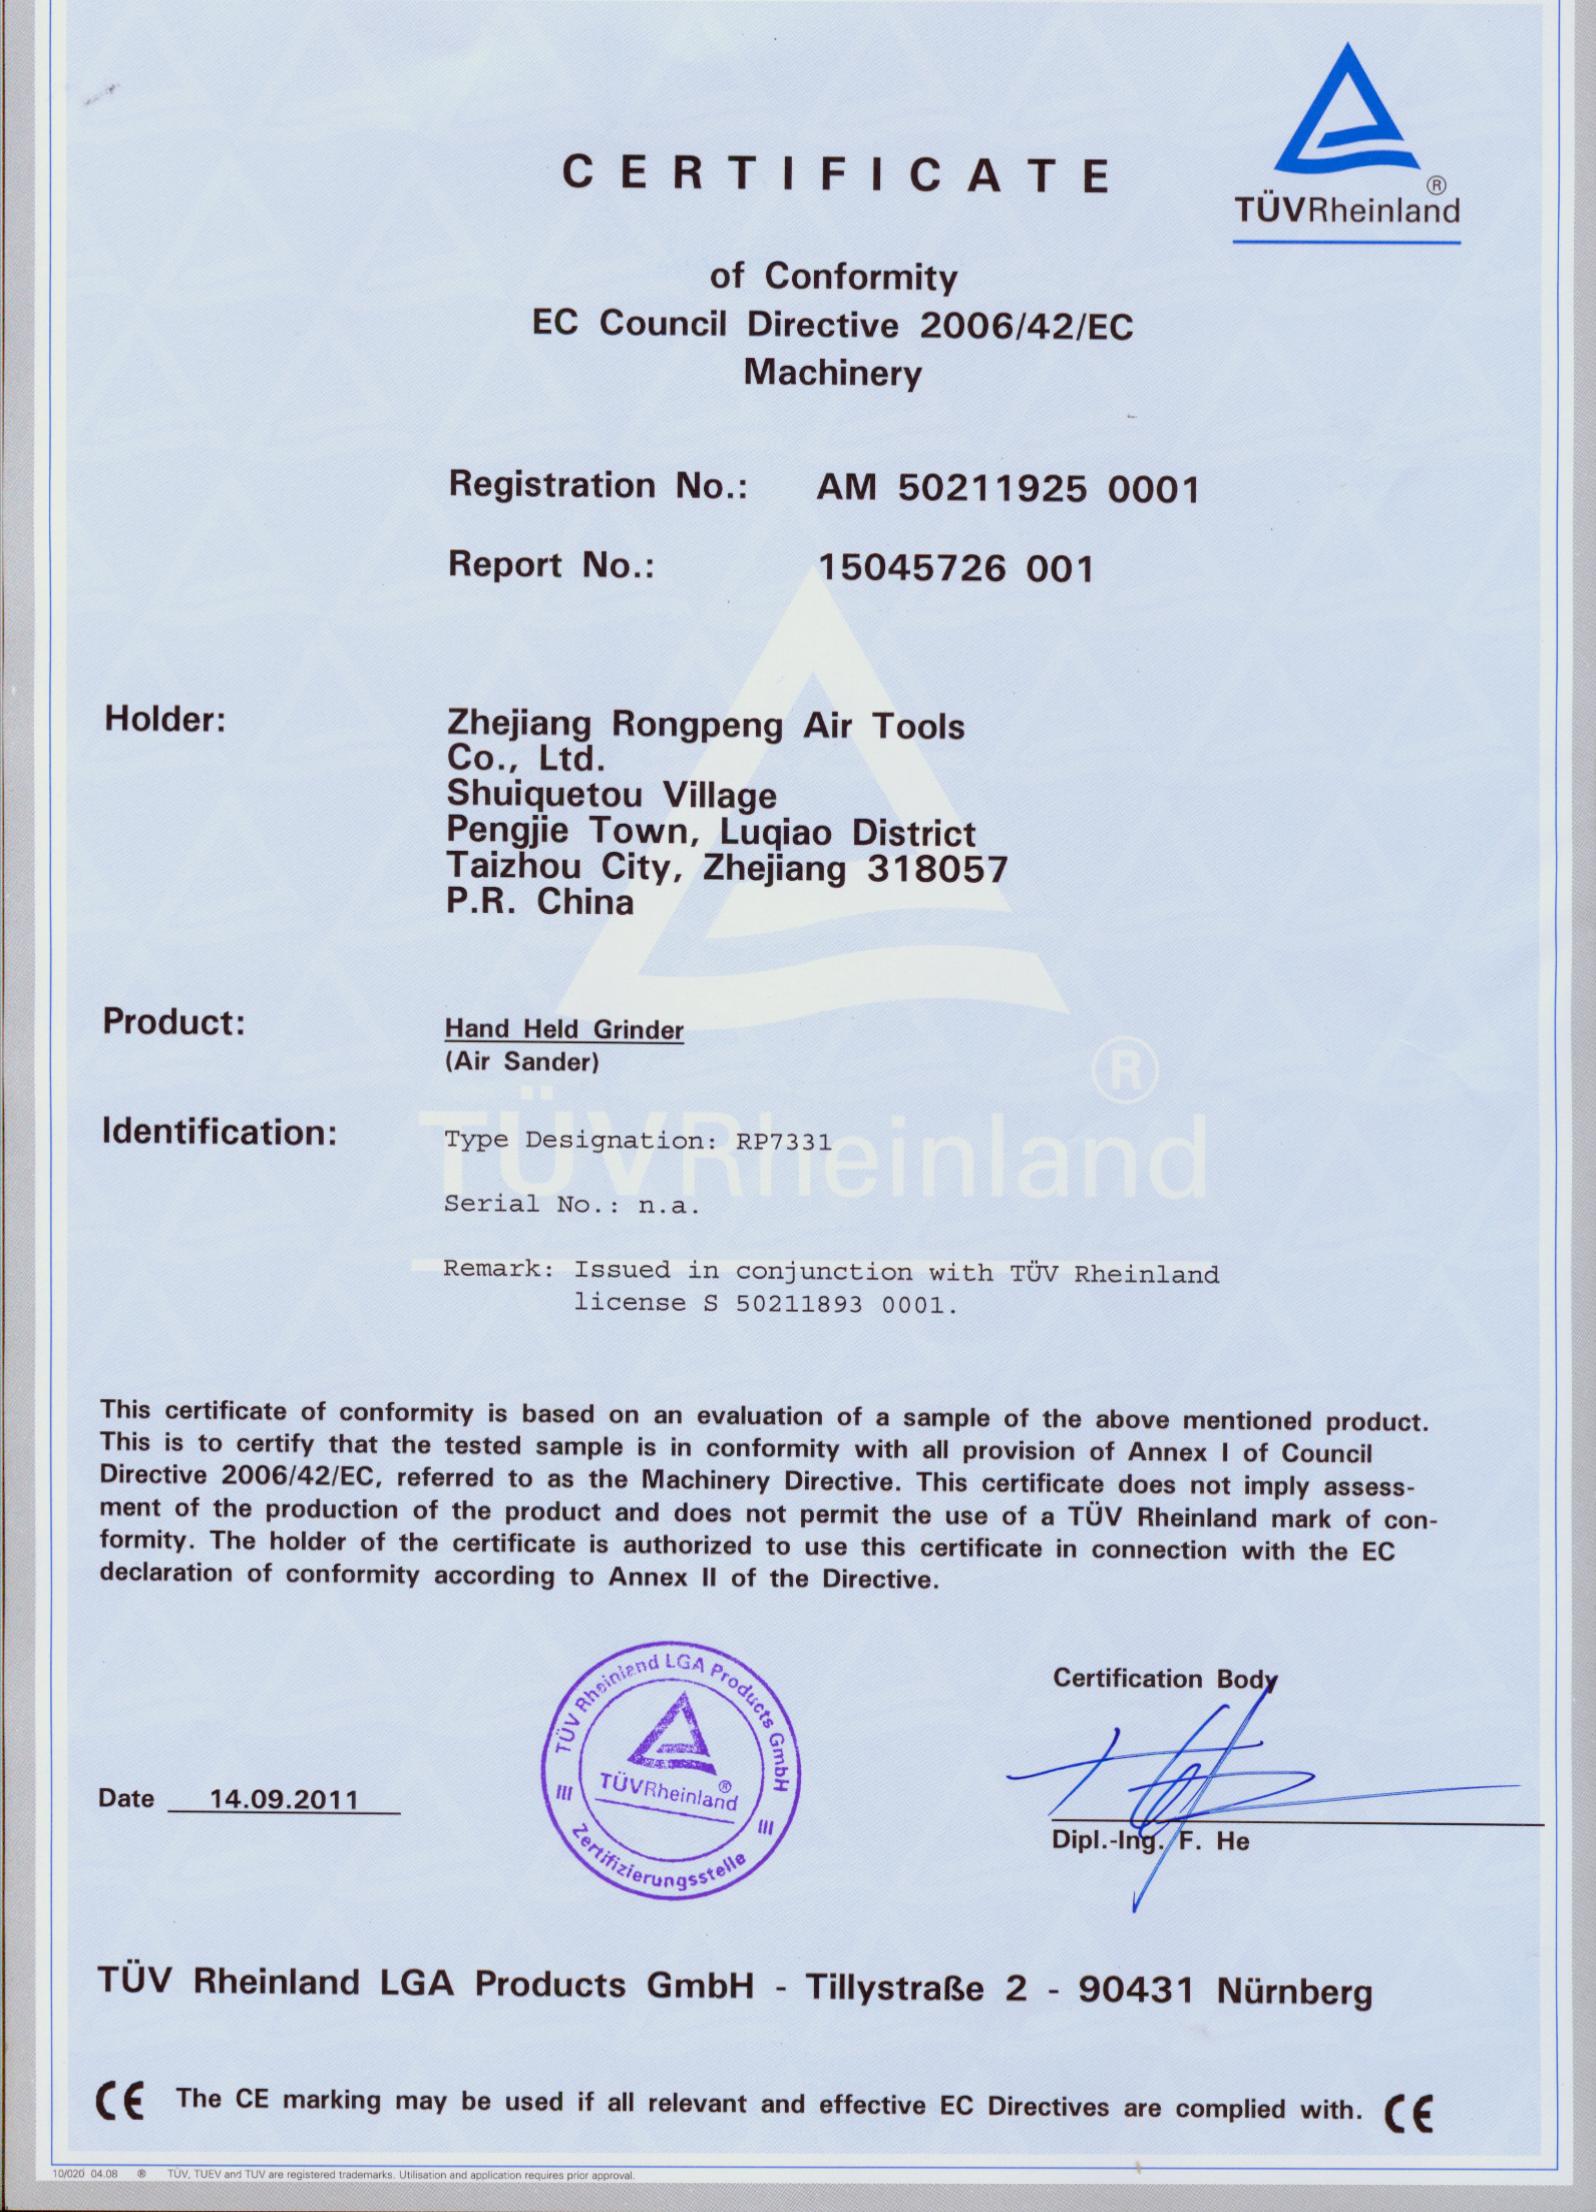 TÜVRheinland®
CERTIFICATE
of Conformity
EC Council Directive 2006/42/EC
Machinery
Registration No.: AM 50211925 0001
Report No.: 15045726 001
Holder: Zhejiang Rongpeng Air Tools
Co., Ltd.
Shuiquetou Village
Pengjie Town, Luqiao District
Taizhou City, Zhejiang 318057
P.R. China
Product: Hand Held Grinder
(Air Sander)
Identification: Type Designation: RP7331
Serial No.: n.a.
Remark: Issued in conjunction with TÜV Rheinland
license S 50211893 0001.
TÜVRheinland®
This certificate of conformity is based on an evaluation of a sample of the above mentioned product.
This is to certify that the tested sample is in conformity with all provision of Annex I of Council
Directive 2006/42/EC, referred to as the Machinery Directive. This certificate does not imply assess-
ment of the production of the product and does not permit the use of a TÜV Rheinland mark of con-
formity. The holder of the certificate is authorized to use this certificate in connection with the EC
declaration of conformity according to Annex II of the Directive.
TÜV Rheinland LGA Products GmbH
TÜVRheinland®
Zertifizierungsstelle
Certification Body
Date 14.09.2011
Dipl.-Ing. F. He
TÜV Rheinland LGA Products GmbH - Tillystraße 2 - 90431 Nürnberg
CE The CE marking may be used if all relevant and effective EC Directives are complied with. CE
10/020 04.08 ® TÜV, TUEV and TUV are registered trademarks. Utilisation and application requires prior approval.